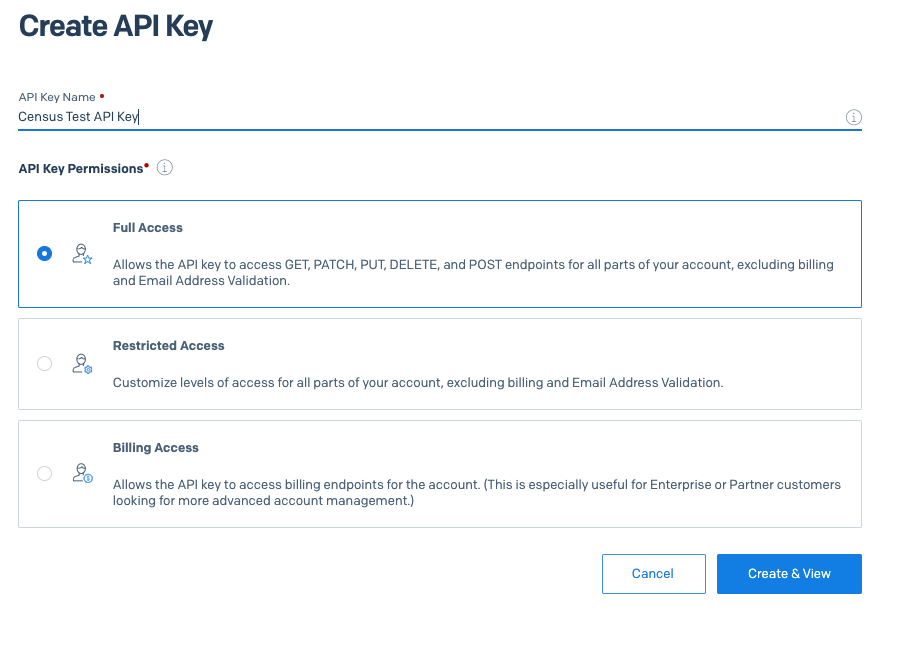 Create API Key
API Key Name
Census Test API Key
API Key Permissions
Full Access
Allows the API key to access GET, PATCH, PUT, DELETE, and POST endpoints for all parts of your account, excluding billing
and Email Address Validation.
Restricted Access
Customize levels of access for all parts of your account, excluding billing and Email Address Validation.
Billing Access
Allows the API key to access billing endpoints for the account. (This is especially useful for Enterprise or Partner customers
looking for more advanced account management.)
Cancel
Create & View